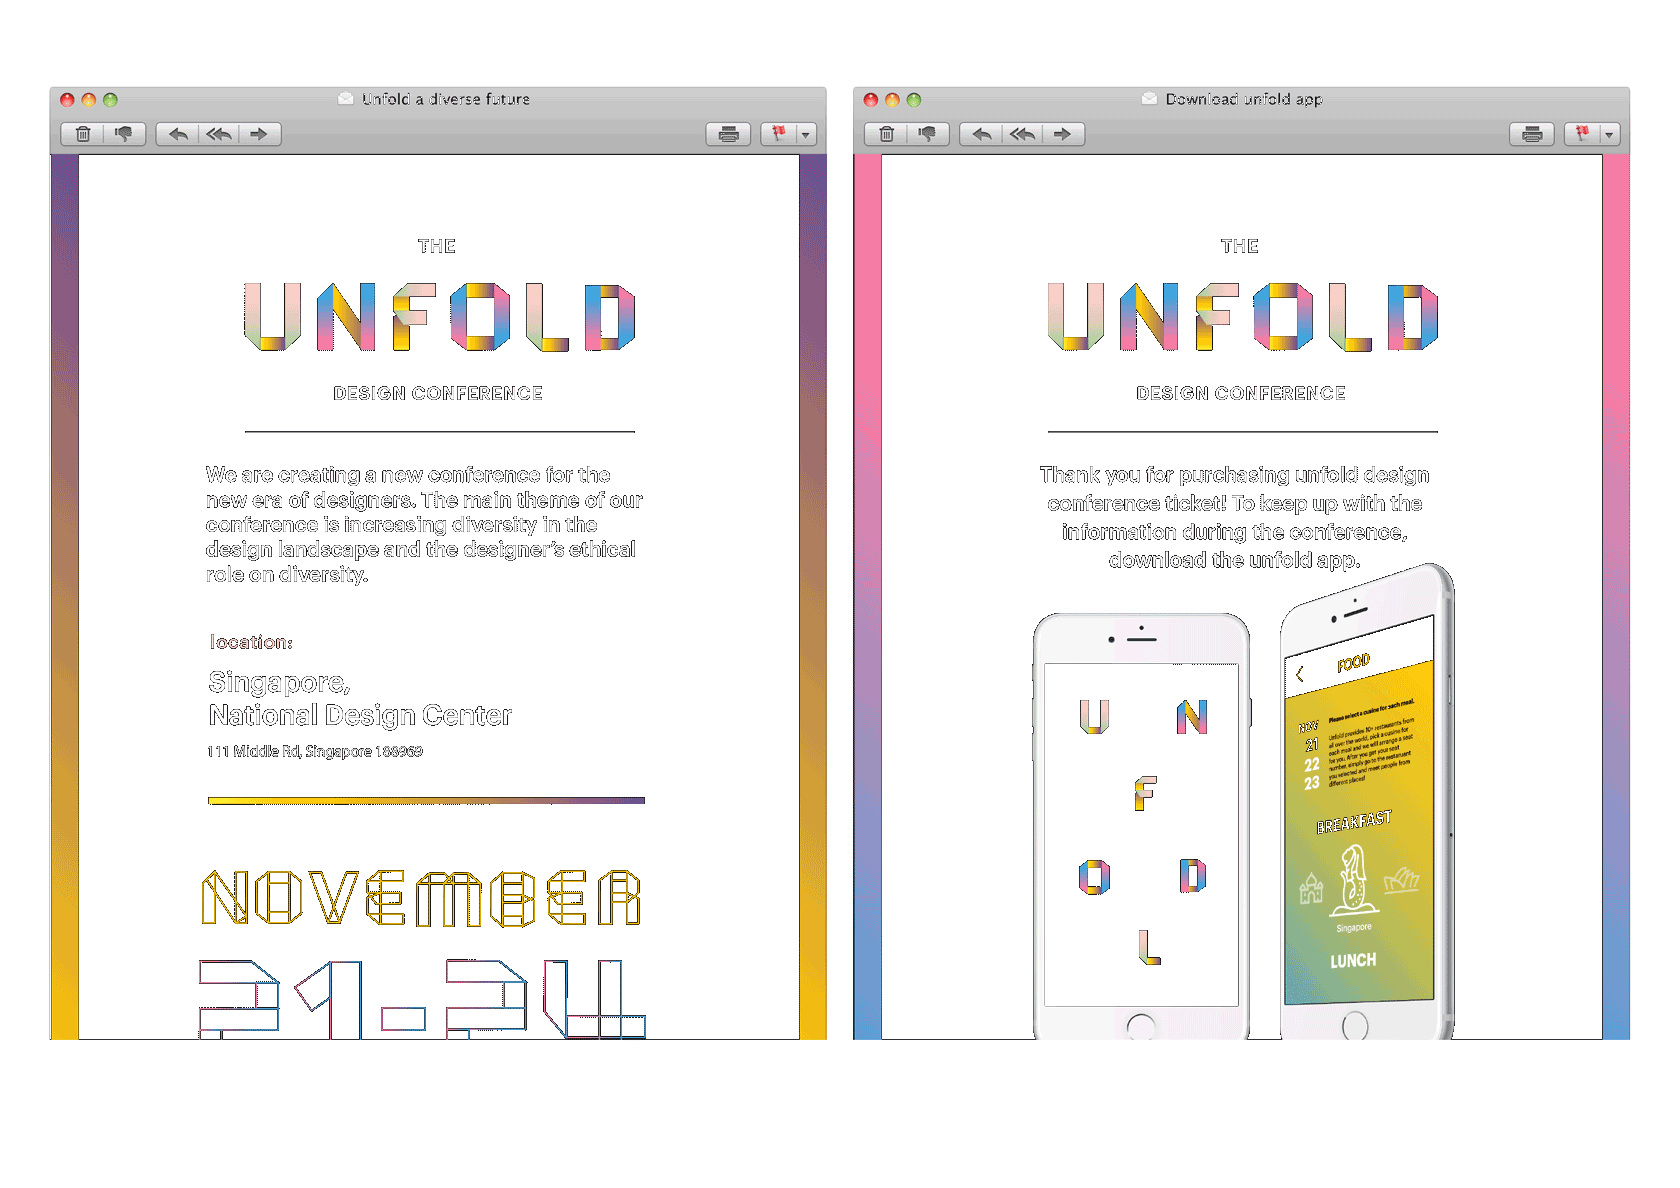 Unfold a diverse future
THE
UNFOLD
DESIGN CONFERENCE
We are creating a new conference for the
new era of designers. The main theme of our
conference is increasing diversity in the
design landscape and the designer's ethical
role on diversity.
location:
Singapore,
National Design Center
111 Middle Rd, Singapore 188969
NOVEMBER
21-24
Download unfold app
THE
UNFOLD
DESIGN CONFERENCE
Thank you for purchasing unfold design
conference ticket! To keep up with the
information during the conference,
download the unfold app.
U N
F
O D
L
FOOD
NOV
21
22
23
Please select a cusine for each meal.
Unfold provides 10+ restaurants from
all over the world, pick a cusine for
each meal and we will arrange a seat
for you. After you get your seat
number, simply go to the restaurant
you selected and meet people from
different places!
BREAKFAST
Singapore
LUNCH